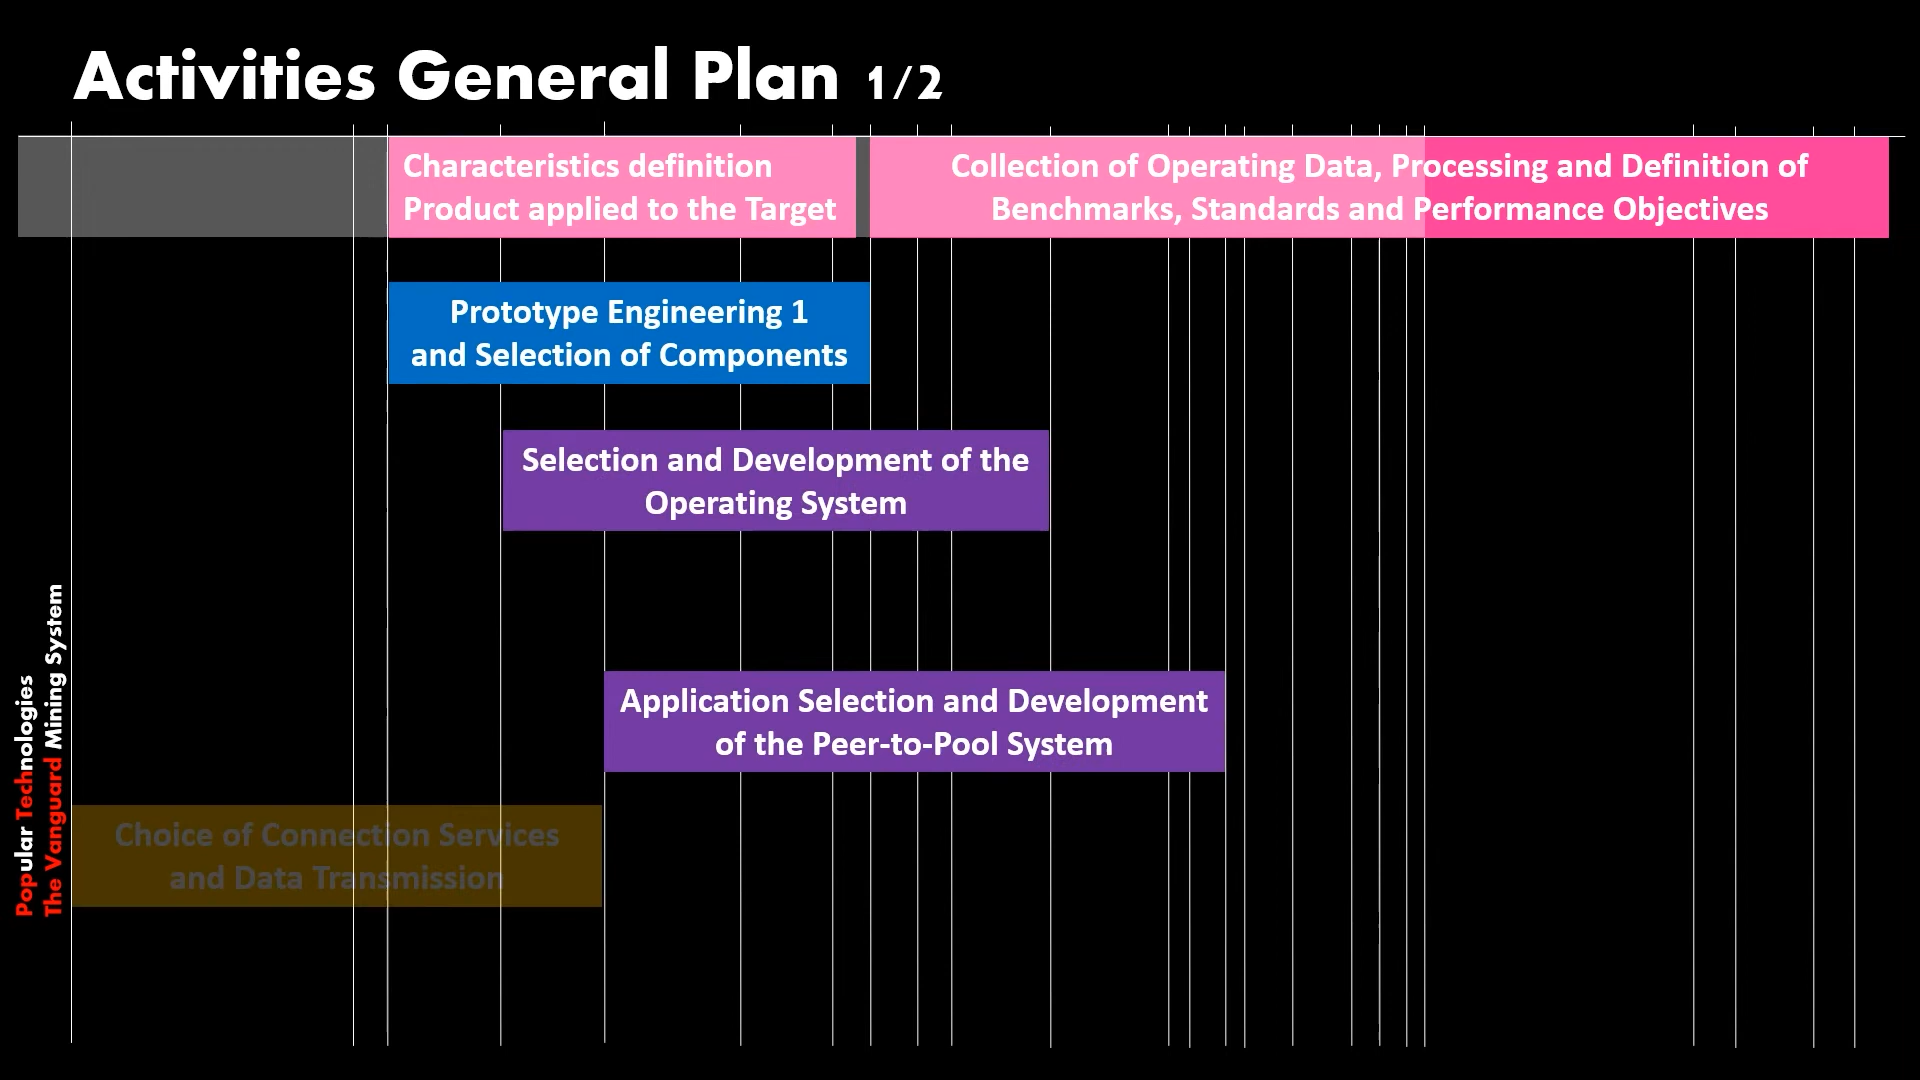 Activities General Plan 1/2
Characteristics definition
Product applied to the Target
Collection of Operating Data, Processing and Definition of
Benchmarks, Standards and Performance Objectives
Prototype Engineering 1
and Selection of Components
Selection and Development of the
Operating System
Application Selection and Development
of the Peer-to-Pool System
Choice of Connection Services
and Data Transmission
Popular Technologies
The Vanguard Mining System